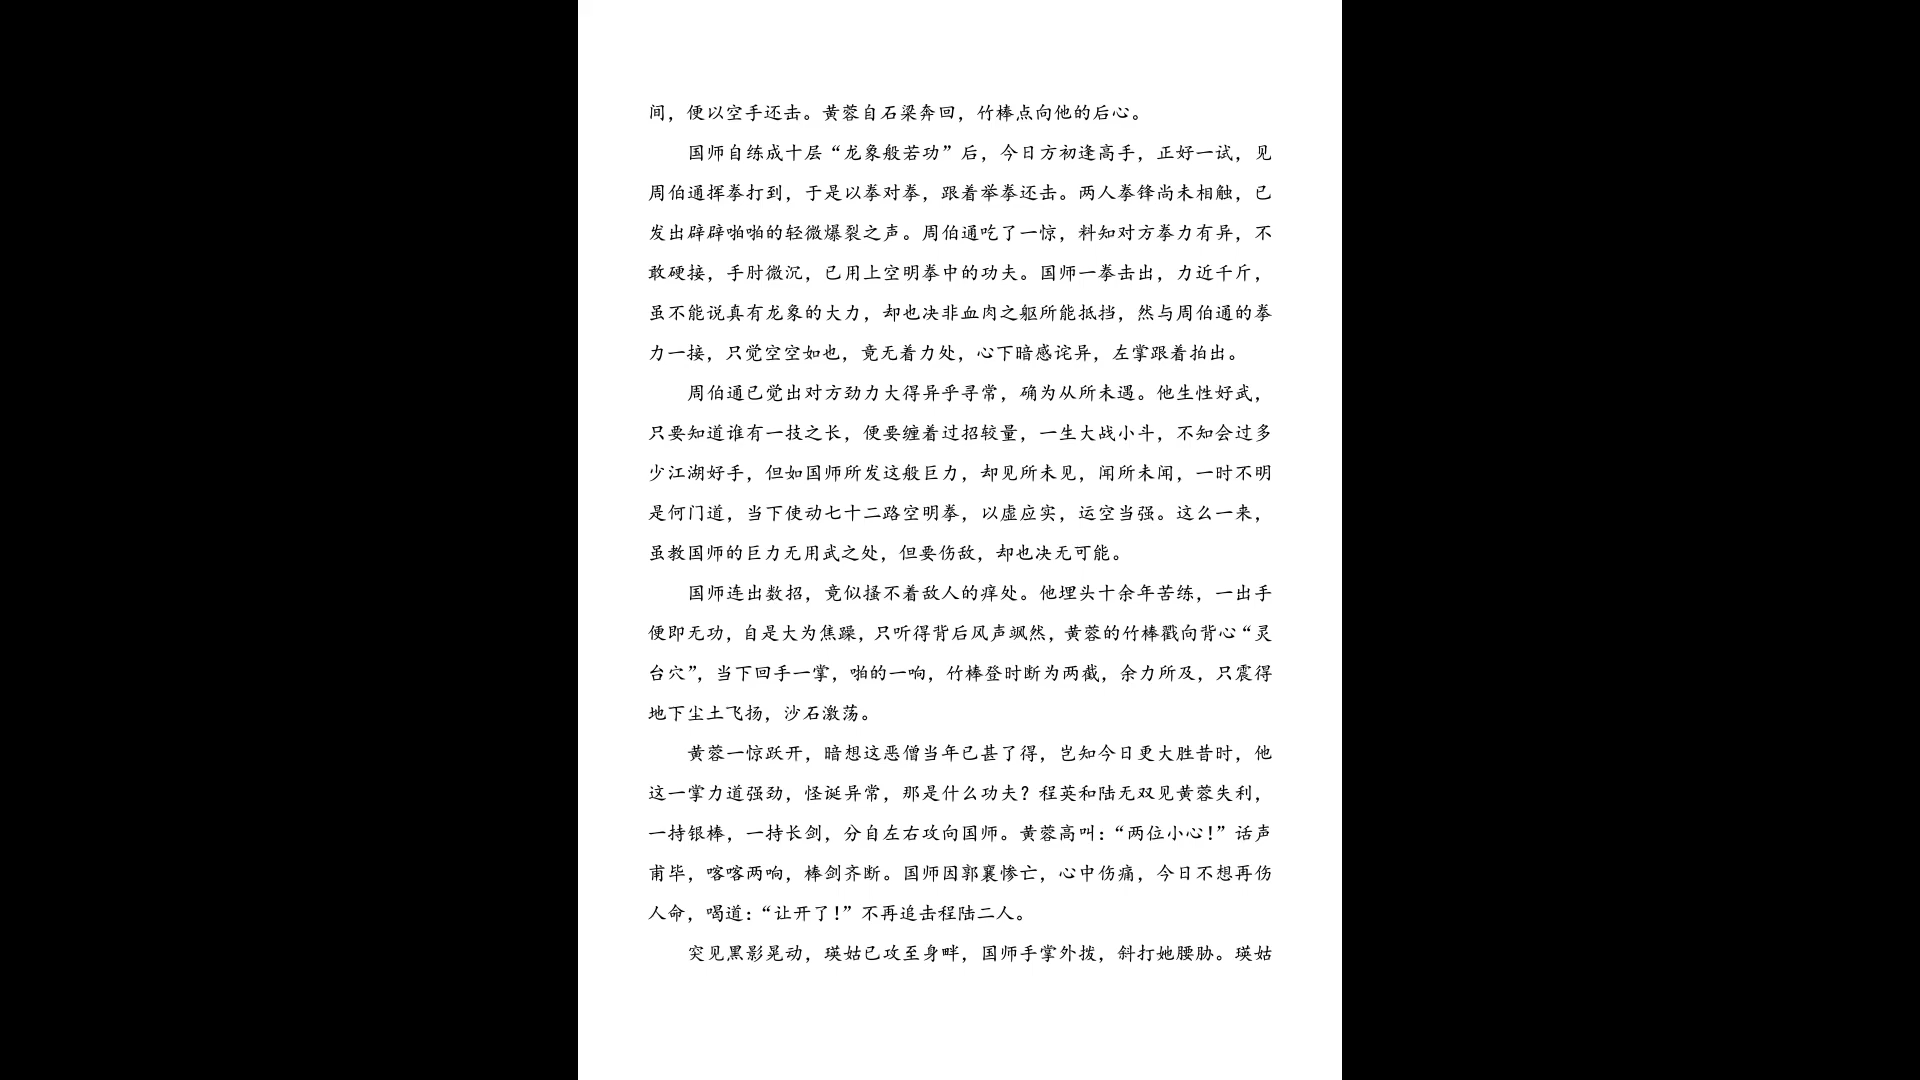 间，便以空手还击。黄蓉自石梁奔回，竹棒点向他的后心。
国师自练成十层“龙象般若功”后，今日方初逢高手，正好一试，见
周伯通挥拳打到，于是以拳对拳，跟着举拳还击。两人拳锋尚未相触，已
发出辟辟啪啪的轻微爆裂之声。周伯通吃了一惊，料知对方拳力有异，不
敢硬接，手肘微沉，已用上空明拳中的功夫。国师一拳击出，力近千斤，
虽不能说真有龙象的大力，却也决非血肉之躯所能抵挡，然与周伯通的拳
力一接，只觉空空如也，竟无着力处，心下暗感诧异，左掌跟着拍出。
周伯通已觉出对方劲力大得异乎寻常，确为从所未遇。他生性好武，
只要知道谁有一技之长，便要缠着过招较量，一生大战小斗，不知会过多
少江湖好手，但如国师所发这般巨力，却见所未见，闻所未闻，一时不明
是何门道，当下使动七十二路空明拳，以虚应实，运空当强。这么一来，
虽教国师的巨力无用武之处，但要伤敌，却也决无可能。
国师连出数招，竟似搔不着敌人的痒处。他埋头十余年苦练，一出手
便即无功，自是大为焦躁，只听得背后风声飒然，黄蓉的竹棒戳向背心“灵
台穴”，当下回手一掌，啪的一响，竹棒登时断为两截，余力所及，只震得
地下尘土飞扬，沙石激荡。
黄蓉一惊跃开，暗想这恶僧当年已甚了得，岂知今日更大胜昔时，他
这一掌力道强劲，怪诞异常，那是什么功夫？程英和陆无双见黄蓉失利，
一持银棒，一持长剑，分自左右攻向国师。黄蓉高叫：“两位小心！”话声
甫毕，喀喀两响，棒剑齐断。国师因郭襄惨亡，心中伤痛，今日不想再伤
人命，喝道：“让开了！”不再追击程陆二人。
突见黑影晃动，瑛姑已攻至身畔，国师手掌外拨，斜打她腰胁。瑛姑